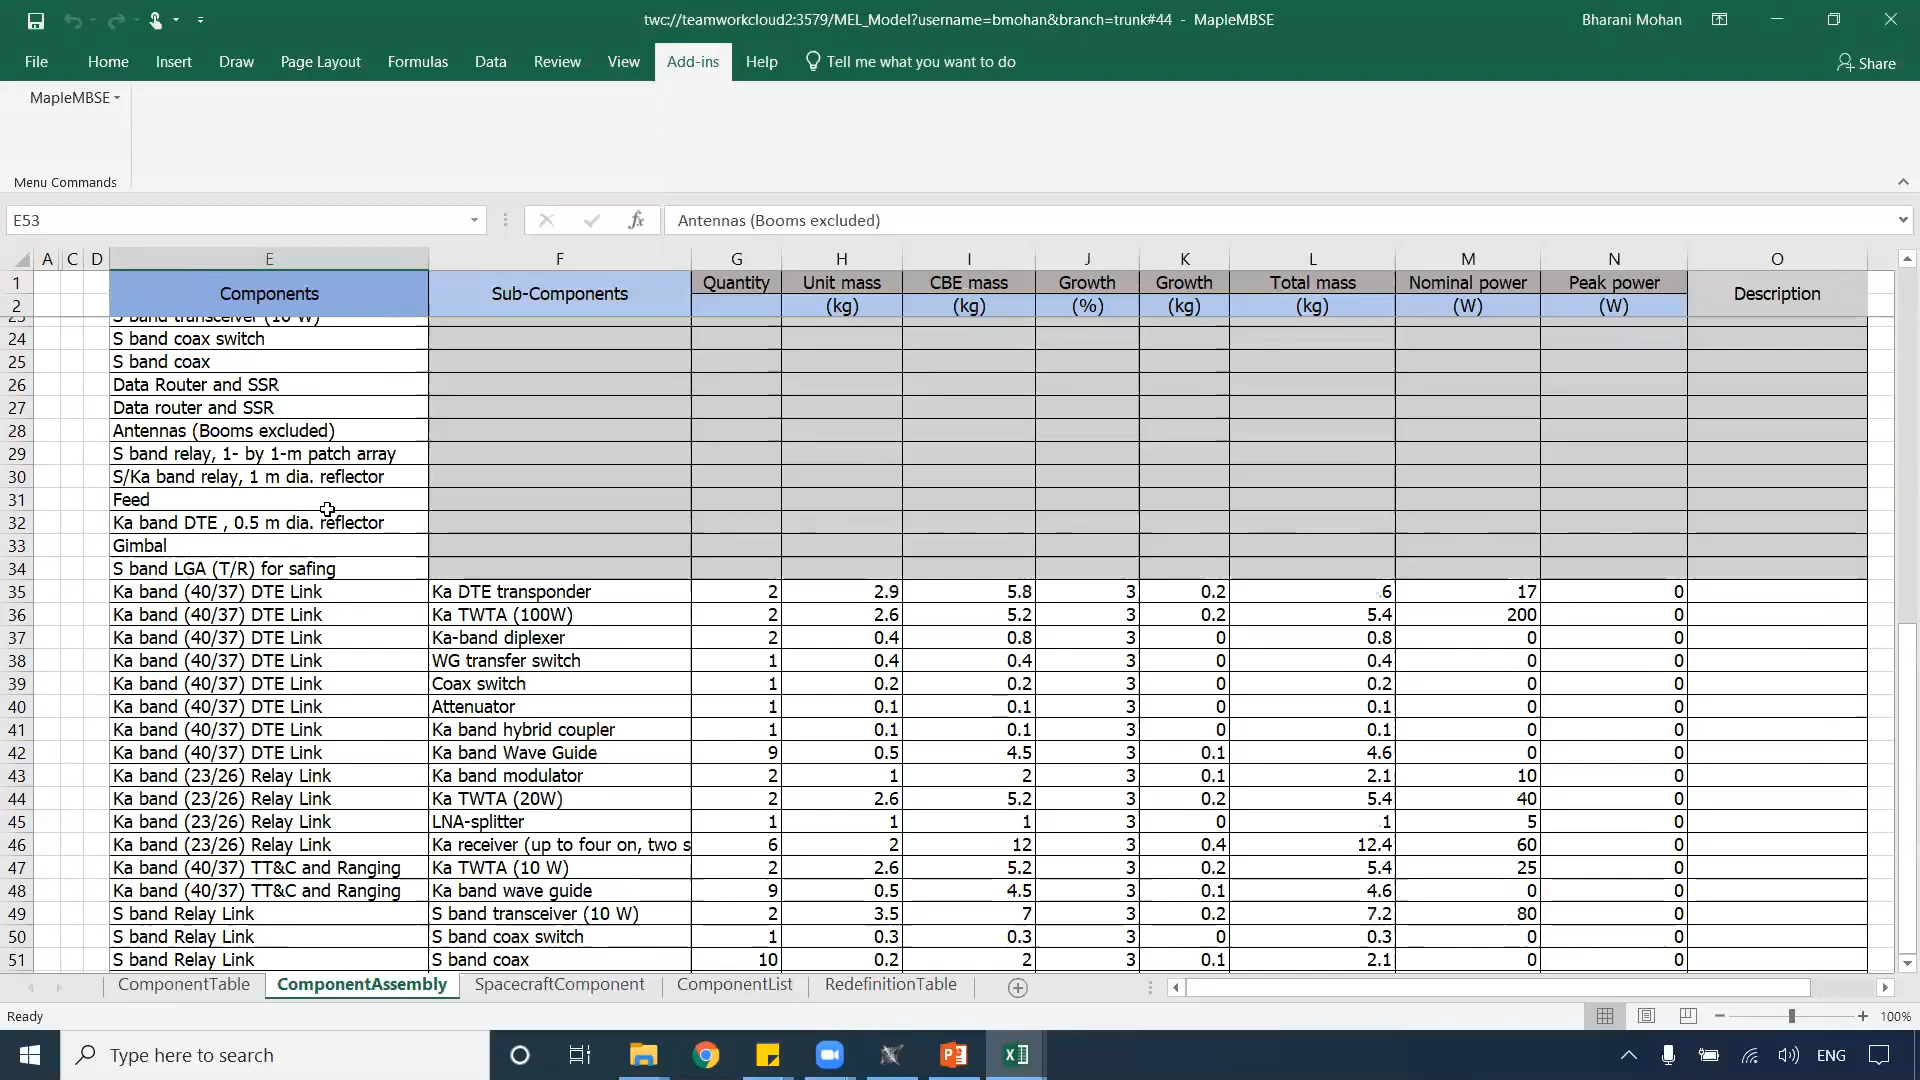 twc://teamworkcloud2:3579/MEL_Model?username=bmohan&branch=trunk#44 - MapleMBSE
Bharani Mohan
File Home Insert Draw Page Layout Formulas Data Review View Add-ins Help Tell me what you want to do Share
MapleMBSE
Menu Commands
E53 fx Antennas (Booms excluded)
A C D E F G H I J K L M N O
1 Components Sub-Components Quantity Unit mass CBE mass Growth Growth Total mass Nominal power Peak power Description
2 (kg) (kg) (%) (kg) (kg) (W) (W)
23 S band transceiver (10 W)
24 S band coax switch
25 S band coax
26 Data Router and SSR
27 Data router and SSR
28 Antennas (Booms excluded)
29 S band relay, 1- by 1-m patch array
30 S/Ka band relay, 1 m dia. reflector
31 Feed
32 Ka band DTE , 0.5 m dia. reflector
33 Gimbal
34 S band LGA (T/R) for safing
35 Ka band (40/37) DTE Link Ka DTE transponder 2 2.9 5.8 3 0.2 6 17 0
36 Ka band (40/37) DTE Link Ka TWTA (100W) 2 2.6 5.2 3 0.2 5.4 200 0
37 Ka band (40/37) DTE Link Ka-band diplexer 2 0.4 0.8 3 0 0.8 0 0
38 Ka band (40/37) DTE Link WG transfer switch 1 0.4 0.4 3 0 0.4 0 0
39 Ka band (40/37) DTE Link Coax switch 1 0.2 0.2 3 0 0.2 0 0
40 Ka band (40/37) DTE Link Attenuator 1 0.1 0.1 3 0 0.1 0 0
41 Ka band (40/37) DTE Link Ka band hybrid coupler 1 0.1 0.1 3 0 0.1 0 0
42 Ka band (40/37) DTE Link Ka band Wave Guide 9 0.5 4.5 3 0.1 4.6 0 0
43 Ka band (23/26) Relay Link Ka band modulator 2 1 2 3 0.1 2.1 10 0
44 Ka band (23/26) Relay Link Ka TWTA (20W) 2 2.6 5.2 3 0.2 5.4 40 0
45 Ka band (23/26) Relay Link LNA-splitter 1 1 1 3 0 1 5 0
46 Ka band (23/26) Relay Link Ka receiver (up to four on, two s 6 2 12 3 0.4 12.4 60 0
47 Ka band (40/37) TT&C and Ranging Ka TWTA (10 W) 2 2.6 5.2 3 0.2 5.4 25 0
48 Ka band (40/37) TT&C and Ranging Ka band wave guide 9 0.5 4.5 3 0.1 4.6 0 0
49 S band Relay Link S band transceiver (10 W) 2 3.5 7 3 0.2 7.2 80 0
50 S band Relay Link S band coax switch 1 0.3 0.3 3 0 0.3 0 0
51 S band Relay Link S band coax 10 0.2 2 3 0.1 2.1 0 0
ComponentTable ComponentAssembly SpacecraftComponent ComponentList RedefinitionTable
Ready 100%
Type here to search ENG